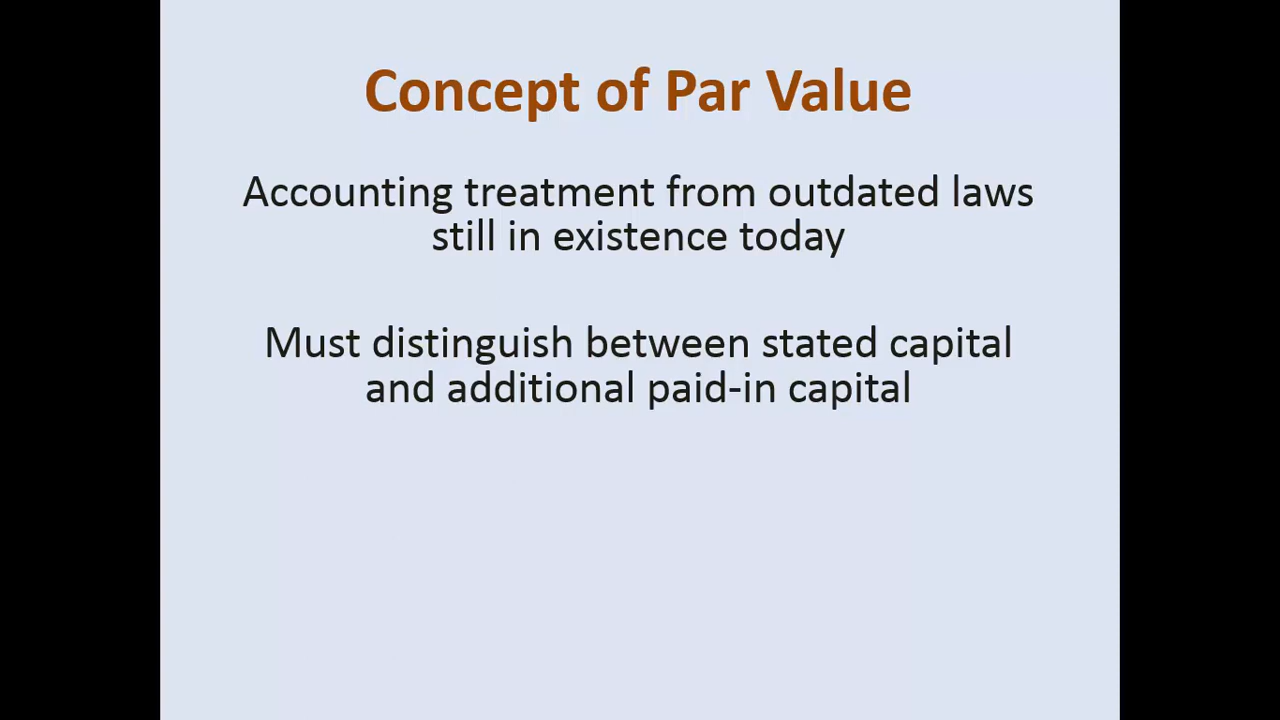 Concept of Par Value
Accounting treatment from outdated laws
still in existence today
Must distinguish between stated capital
and additional paid-in capital